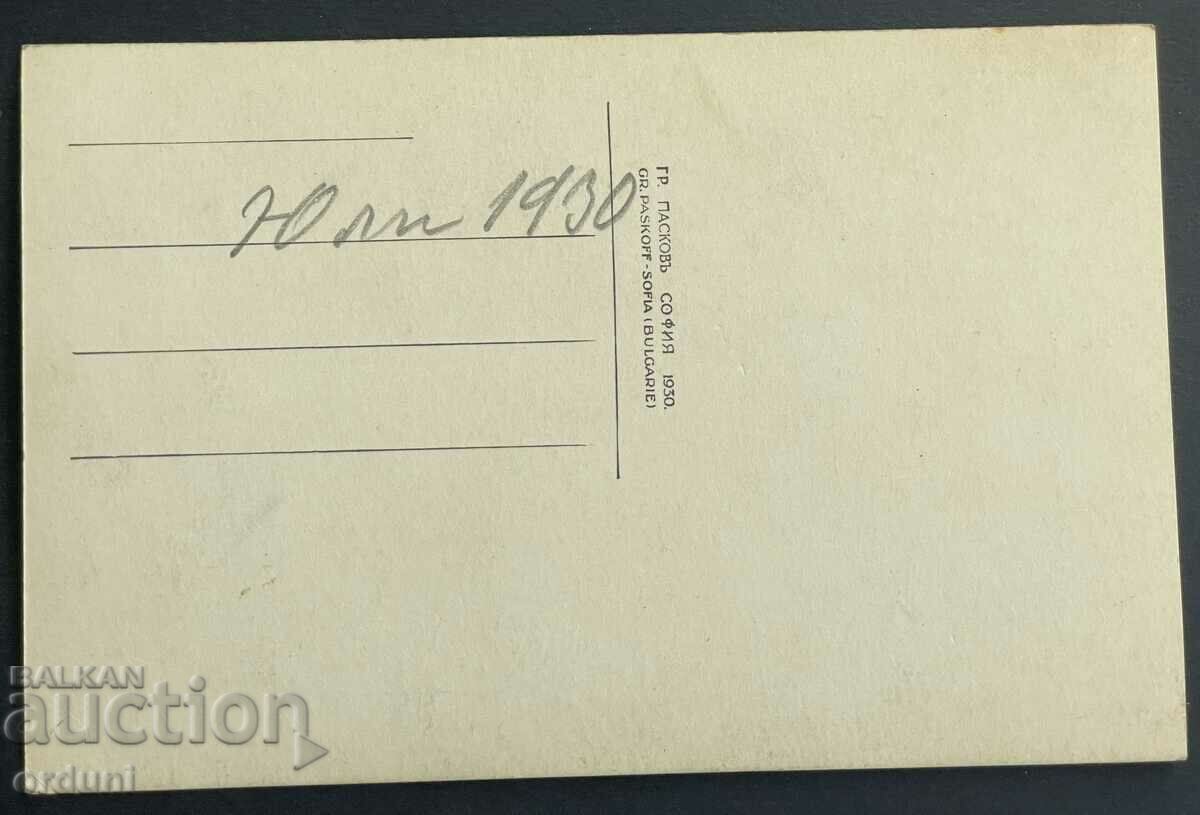 Юли 1930
ГР. ПАСКОВЪ СОФИЯ 1930.
GR. PASKOFF - SOFIA (BULGARIE)
BALKAN
auction
orduni